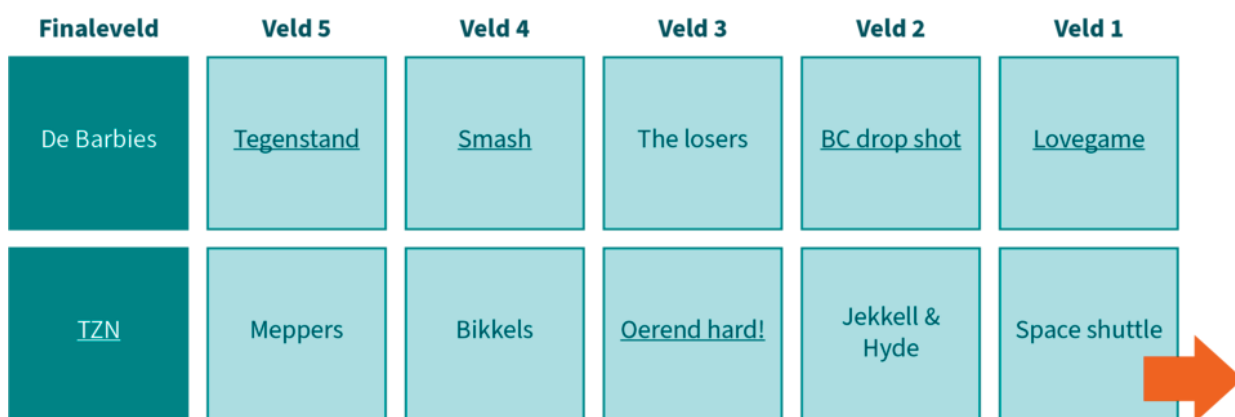 Finaleveld Veld 5 Veld 4 Veld 3 Veld 2 Veld 1
De Barbies Tegenstand Smash The losers BC drop shot Lovegame
TZN Meppers Bikkels Oerend hard! Jekkell &
Hyde Space shuttle